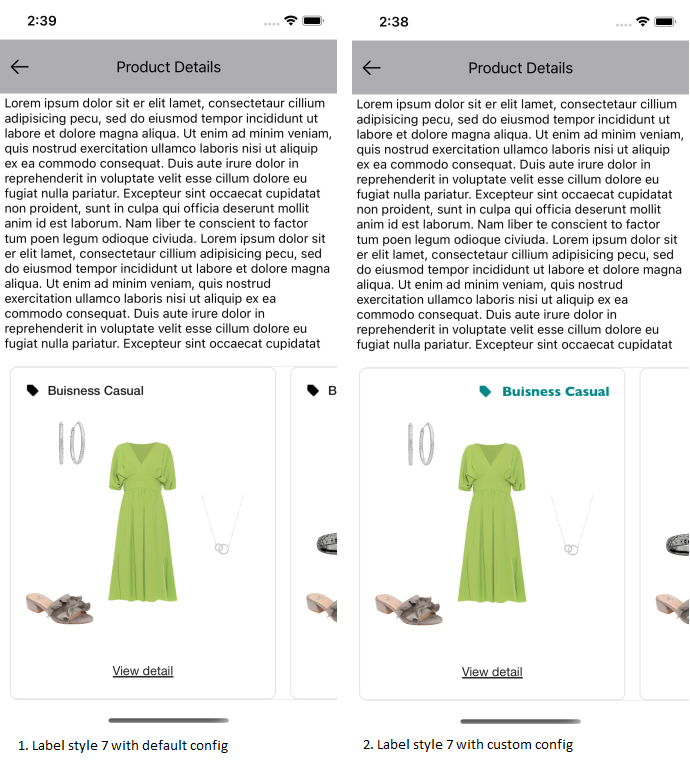 2:39
Product Details
Lorem ipsum dolor sit er elit lamet, consectetaur cillium
adipisicing pecu, sed do eiusmod tempor incididunt ut
labore et dolore magna aliqua. Ut enim ad minim veniam,
quis nostrud exercitation ullamco laboris nisi ut aliquip
ex ea commodo consequat. Duis aute irure dolor in
reprehenderit in voluptate velit esse cillum dolore eu
fugiat nulla pariatur. Excepteur sint occaecat cupidatat
non proident, sunt in culpa qui officia deserunt mollit
anim id est laborum. Nam liber te conscient to factor
tum poen legum odioque civiuda. Lorem ipsum dolor sit
er elit lamet, consectetaur cillium adipisicing pecu, sed
do eiusmod tempor incididunt ut labore et dolore magna
aliqua. Ut enim ad minim veniam, quis nostrud
exercitation ullamco laboris nisi ut aliquip ex ea
commodo consequat. Duis aute irure dolor in
reprehenderit in voluptate velit esse cillum dolore eu
fugiat nulla pariatur. Excepteur sint occaecat cupidatat
Buisness Casual
B
View detail
1. Label style 7 with default config
2:38
Product Details
Lorem ipsum dolor sit er elit lamet, consectetaur cillium
adipisicing pecu, sed do eiusmod tempor incididunt ut
labore et dolore magna aliqua. Ut enim ad minim veniam,
quis nostrud exercitation ullamco laboris nisi ut aliquip
ex ea commodo consequat. Duis aute irure dolor in
reprehenderit in voluptate velit esse cillum dolore eu
fugiat nulla pariatur. Excepteur sint occaecat cupidatat
non proident, sunt in culpa qui officia deserunt mollit
anim id est laborum. Nam liber te conscient to factor
tum poen legum odioque civiuda. Lorem ipsum dolor sit
er elit lamet, consectetaur cillium adipisicing pecu, sed
do eiusmod tempor incididunt ut labore et dolore magna
aliqua. Ut enim ad minim veniam, quis nostrud
exercitation ullamco laboris nisi ut aliquip ex ea
commodo consequat. Duis aute irure dolor in
reprehenderit in voluptate velit esse cillum dolore eu
fugiat nulla pariatur. Excepteur sint occaecat cupidatat
Buisness Casual
View detail
2. Label style 7 with custom config